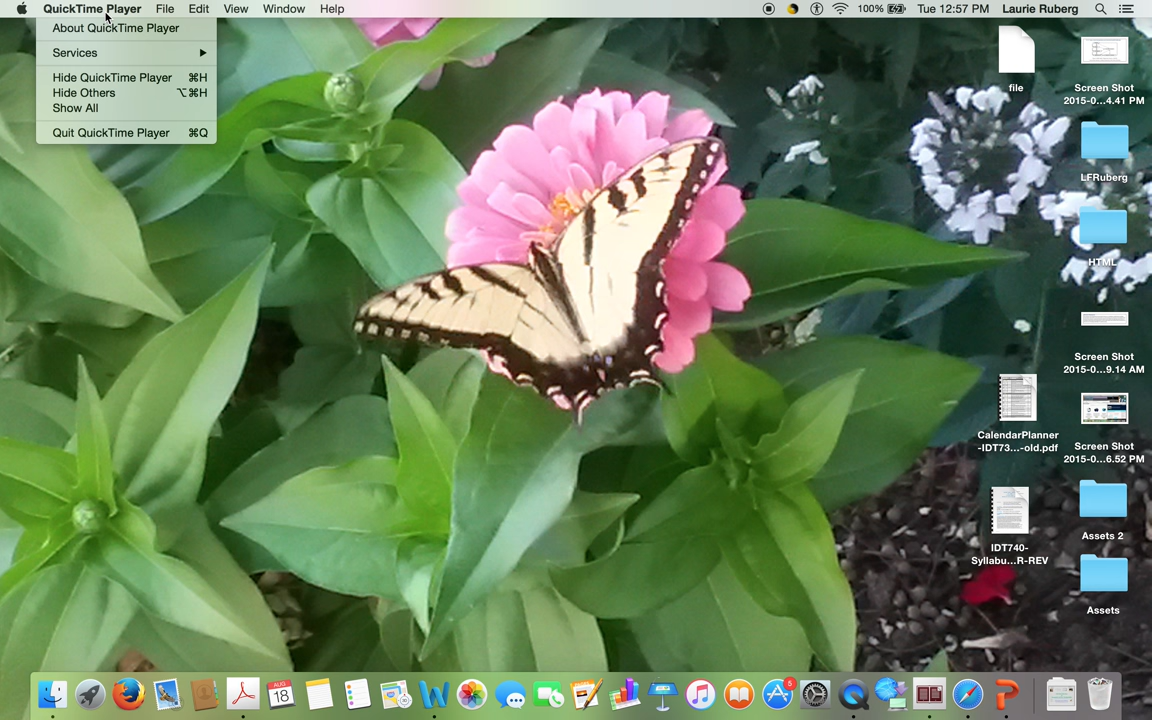 QuickTime Player File Edit View Window Help 100% Tue 12:57 PM Laurie Ruberg
About QuickTime Player
Services
Hide QuickTime Player ⌘H
Hide Others ⌥⌘H
Show All
Quit QuickTime Player ⌘Q
file
Screen Shot
2015-0...4.41 PM
LFRuberg
HTML
Screen Shot
2015-0...9.14 AM
CalendarPlanner
-IDT73...-old.pdf
Screen Shot
2015-0...6.52 PM
Assets 2
IDT740-
Syllabu...R-REV
Assets
AUG
18
5